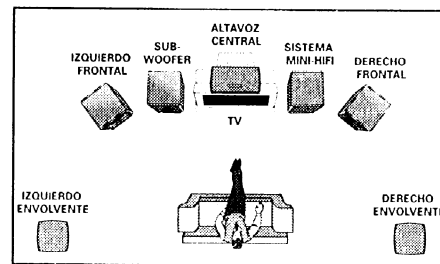 ALTAVOZ
CENTRAL
SUB-
WOOFER
SISTEMA
MINI-HIFI
IZQUIERDO
FRONTAL
DERECHO
FRONTAL
TV
IZQUIERDO
ENVOLVENTE
DERECHO
ENVOLVENTE